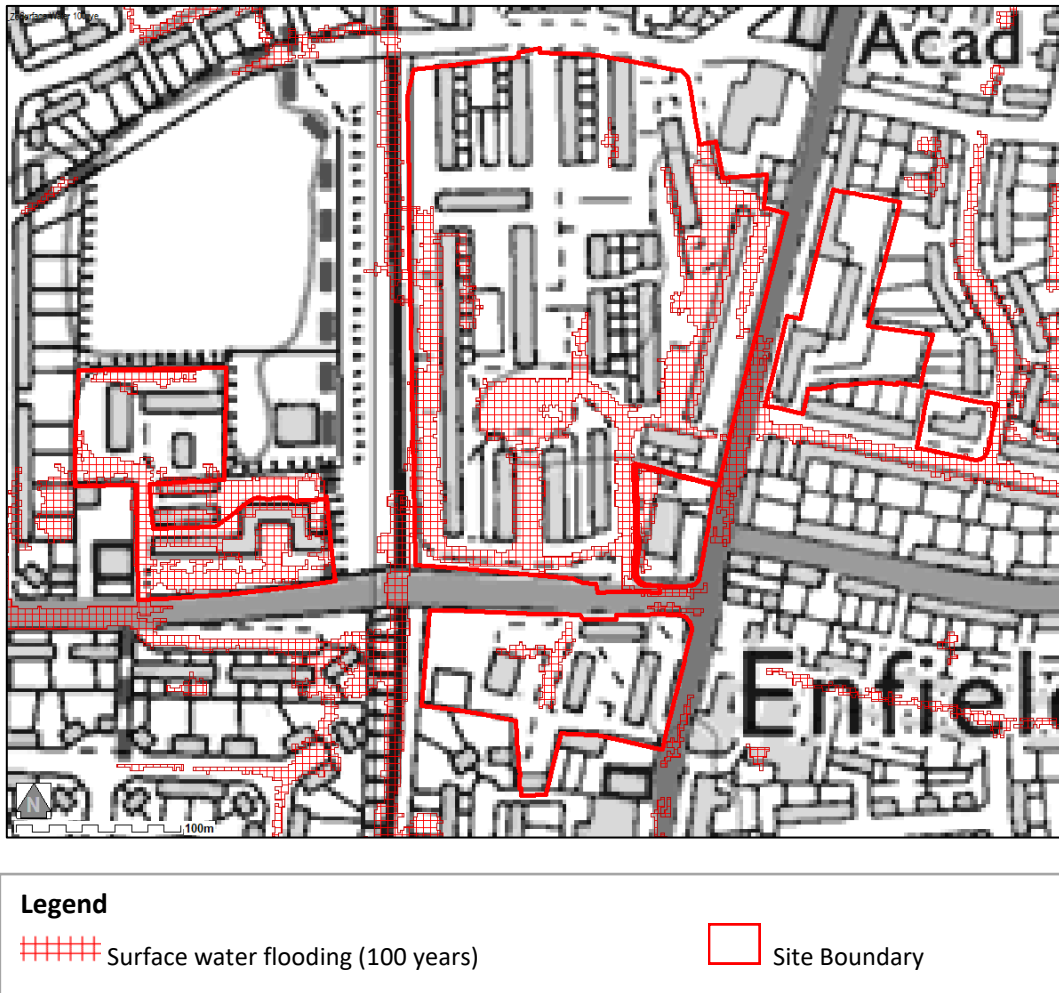 Acad
Enfiel
N
100m
Legend
Surface water flooding (100 years)
Site Boundary